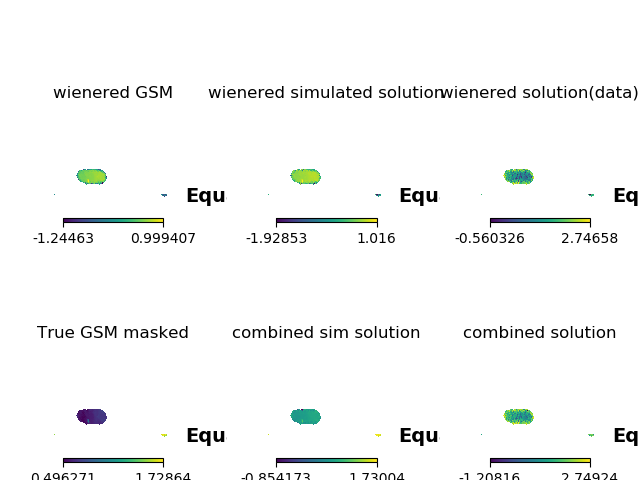 wienered GSM wienered simulated solution wienered solution(data)
Equ Equ Eq
-1.24463 0.999407 -1.92853 1.016 -0.560326 2.74658
True GSM masked combined sim solution combined solution
Equ Equ Eq
0.496271 1.72864 -0.854173 1.73004 -1.20816 2.74924